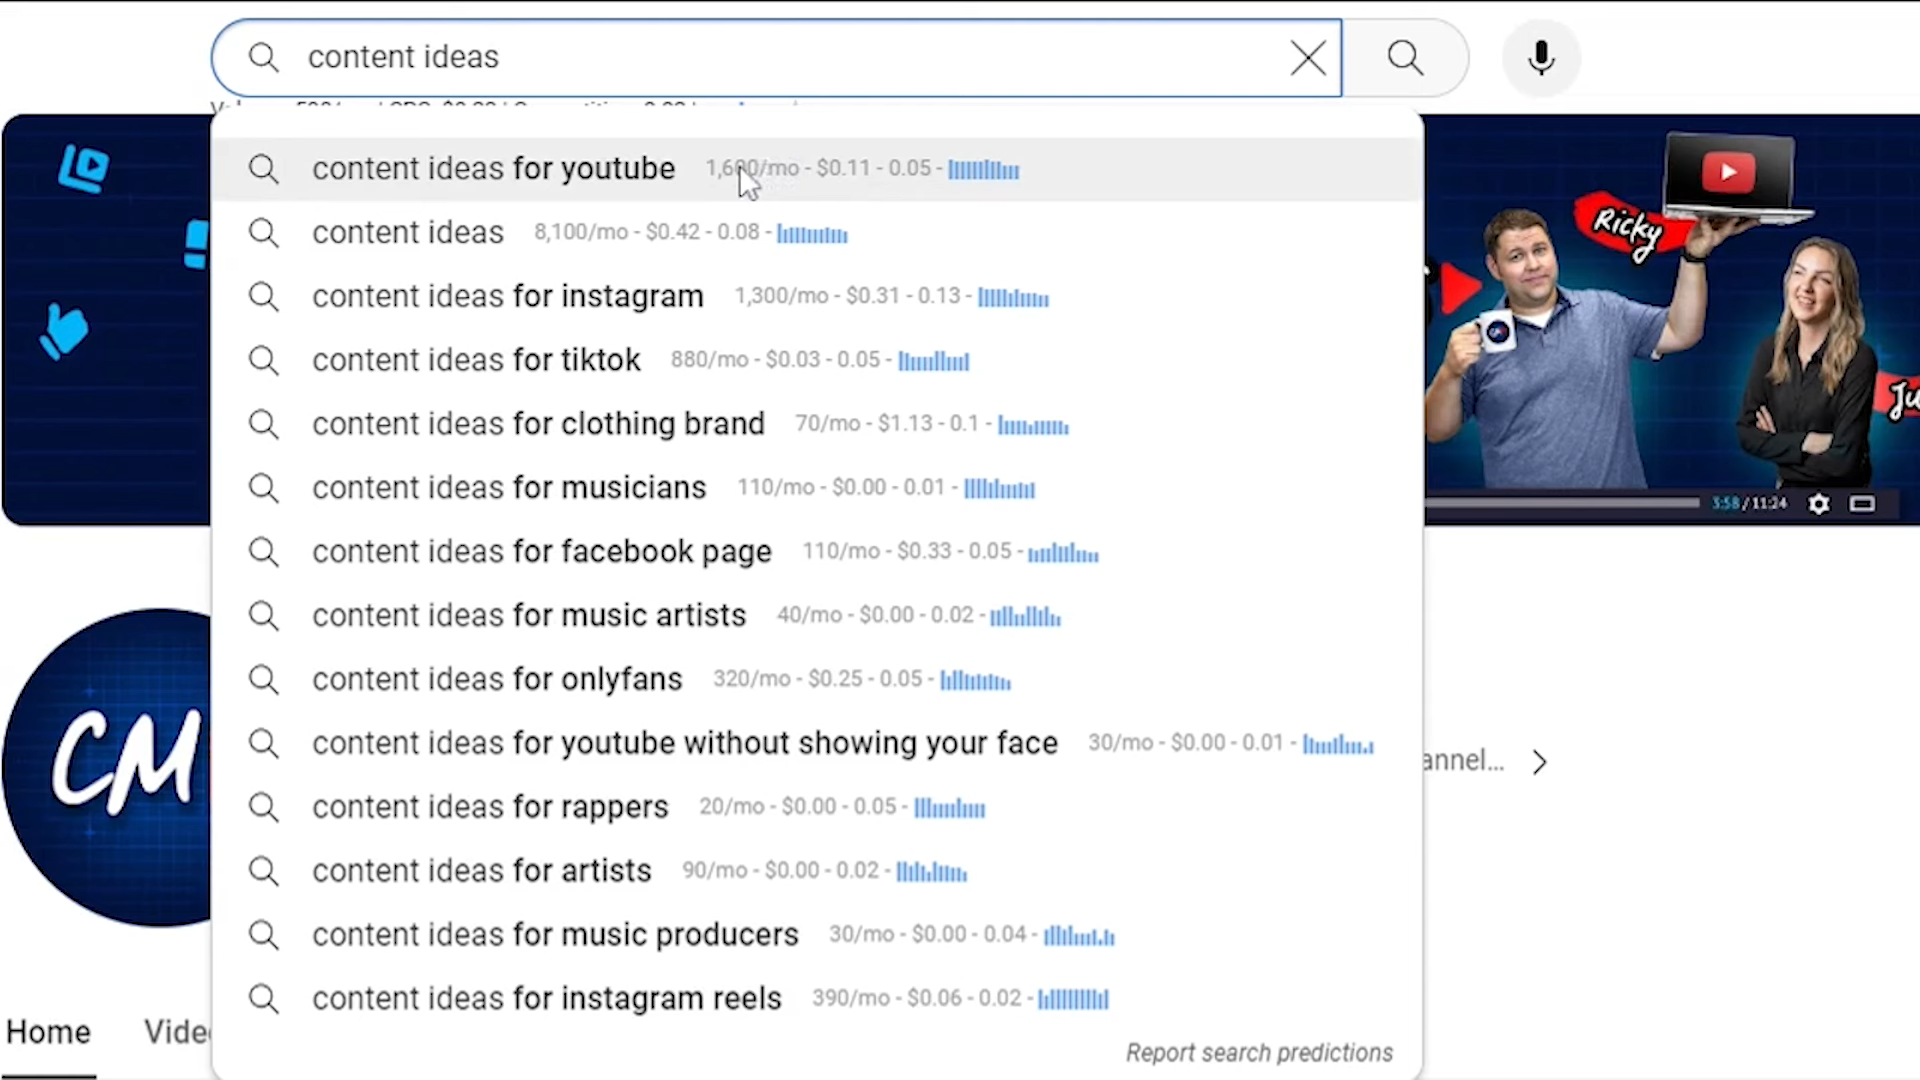 content ideas
content ideas for youtube 1,600/mo - $0.11 - 0.05 -
content ideas 8,100/mo - $0.42 - 0.08 -
content ideas for instagram 1,300/mo - $0.31 - 0.13 -
content ideas for tiktok 880/mo - $0.03 - 0.05 -
content ideas for clothing brand 70/mo - $1.13 - 0.1 -
content ideas for musicians 110/mo - $0.00 - 0.01 -
content ideas for facebook page 110/mo - $0.33 - 0.05 -
content ideas for music artists 40/mo - $0.00 - 0.02 -
content ideas for onlyfans 320/mo - $0.25 - 0.05 -
content ideas for youtube without showing your face 30/mo - $0.00 - 0.01 -
content ideas for rappers 20/mo - $0.00 - 0.05 -
content ideas for artists 90/mo - $0.00 - 0.02 -
content ideas for music producers 30/mo - $0.00 - 0.04 -
content ideas for instagram reels 390/mo - $0.06 - 0.02 -
Report search predictions
Ricky
Ju
3:58 / 11:24
CM
annel...
Home
Vide